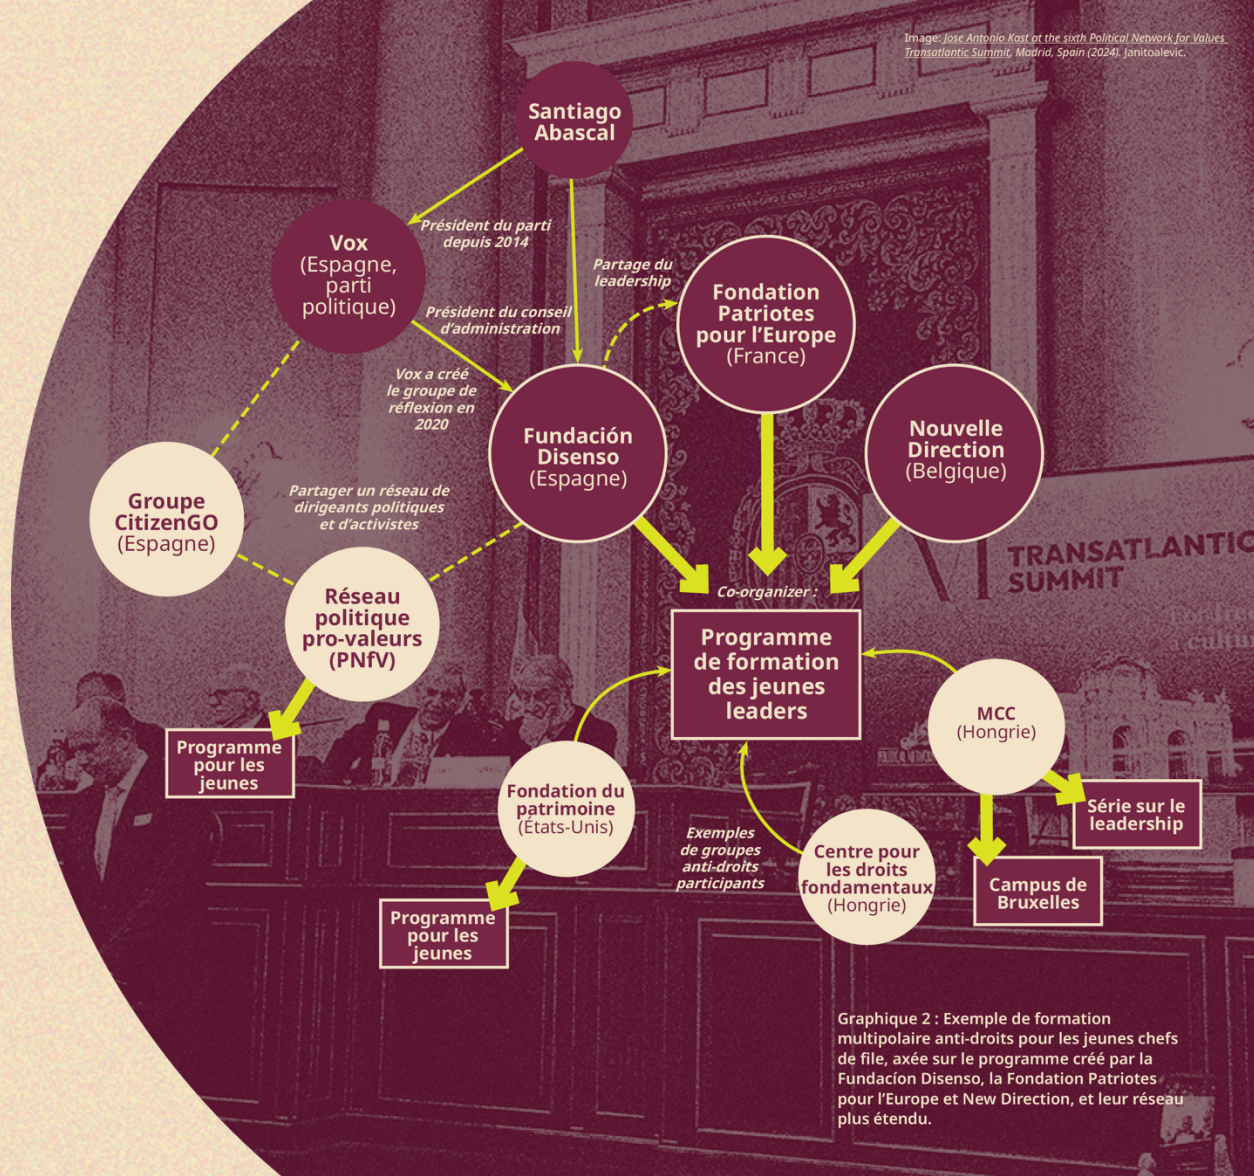 Image: Jose Antonio Kast at the sixth Political Network for Values
Transatlantic Summit, Madrid, Spain (2024). Janitoalevic.
Santiago
Abascal
Président du parti
depuis 2014
Vox
(Espagne,
parti
politique)
Partage du
leadership
Fondation
Patriotes
pour l’Europe
(France)
Président du conseil
d’administration
Vox a créé
le groupe de
réflexion en
2020
Fundación
Disenso
(Espagne)
Nouvelle
Direction
(Belgique)
Groupe
CitizenGO
(Espagne)
Partager un réseau de
dirigeants politiques
et d’activistes
TRANSATLANTIC
SUMMIT
Réseau
politique
pro-valeurs
(PNfV)
Co-organizer :
Programme
de formation
des jeunes
leaders
MCC
(Hongrie)
Programme
pour les
jeunes
Fondation du
patrimoine
(États-Unis)
Série sur le
leadership
Exemples
de groupes
anti-droits
participants
Centre pour
les droits
fondamentaux
(Hongrie)
Campus de
Bruxelles
Programme
pour les
jeunes
Graphique 2 : Exemple de formation
multipolaire anti-droits pour les jeunes chefs
de file, axée sur le programme créé par la
Fundacíon Disenso, la Fondation Patriotes
pour l’Europe et New Direction, et leur réseau
plus étendu.